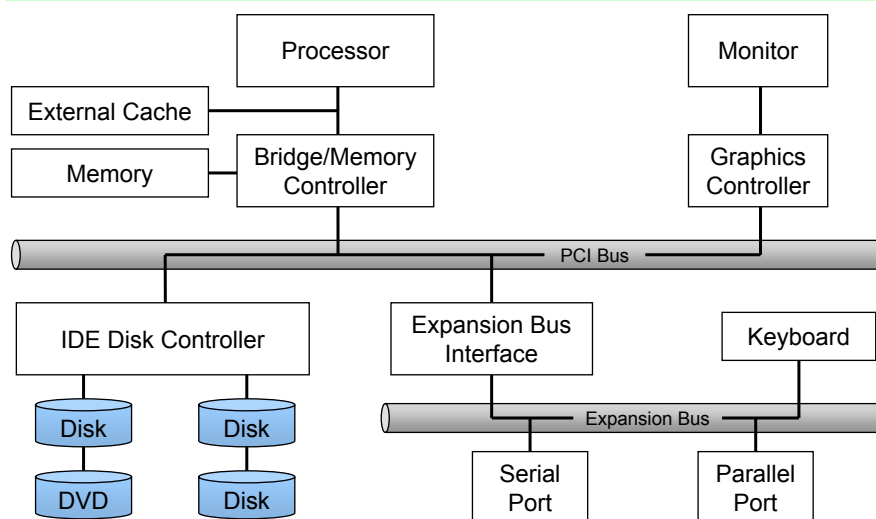 Processor
Monitor
External Cache
Bridge/Memory
Controller
Graphics
Controller
Memory
PCI Bus
IDE Disk Controller
Expansion Bus
Interface
Keyboard
Disk
Disk
Expansion Bus
DVD
Disk
Serial
Port
Parallel
Port